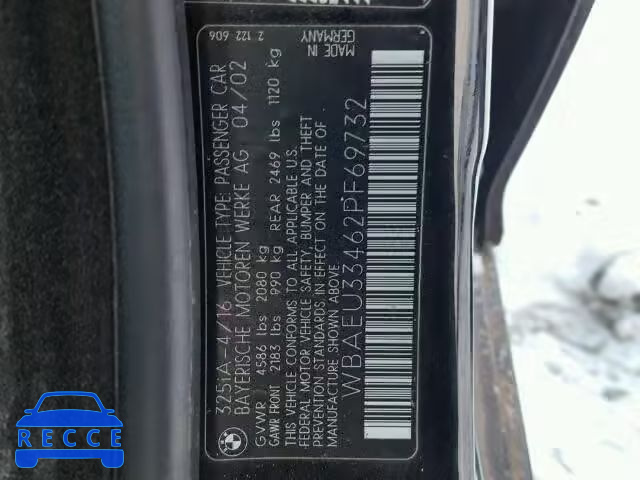 325iA-4/16 VEHICLE TYPE: PASSENGER CAR
BAYERISCHE MOTOREN WERKE AG 04/02
GVWR 4586 lbs 2080 kg
GAWR FRONT 2183 lbs 990 kg REAR 2469 lbs 1120 kg
THIS VEHICLE CONFORMS TO ALL APPLICABLE U.S.
FEDERAL MOTOR VEHICLE SAFETY, BUMPER AND THEFT
PREVENTION STANDARDS IN EFFECT ON THE DATE OF
MANUFACTURE SHOWN ABOVE.
WBAEU33462PF69732
2 122 606
MADE IN
GERMANY
BMW
RECCE